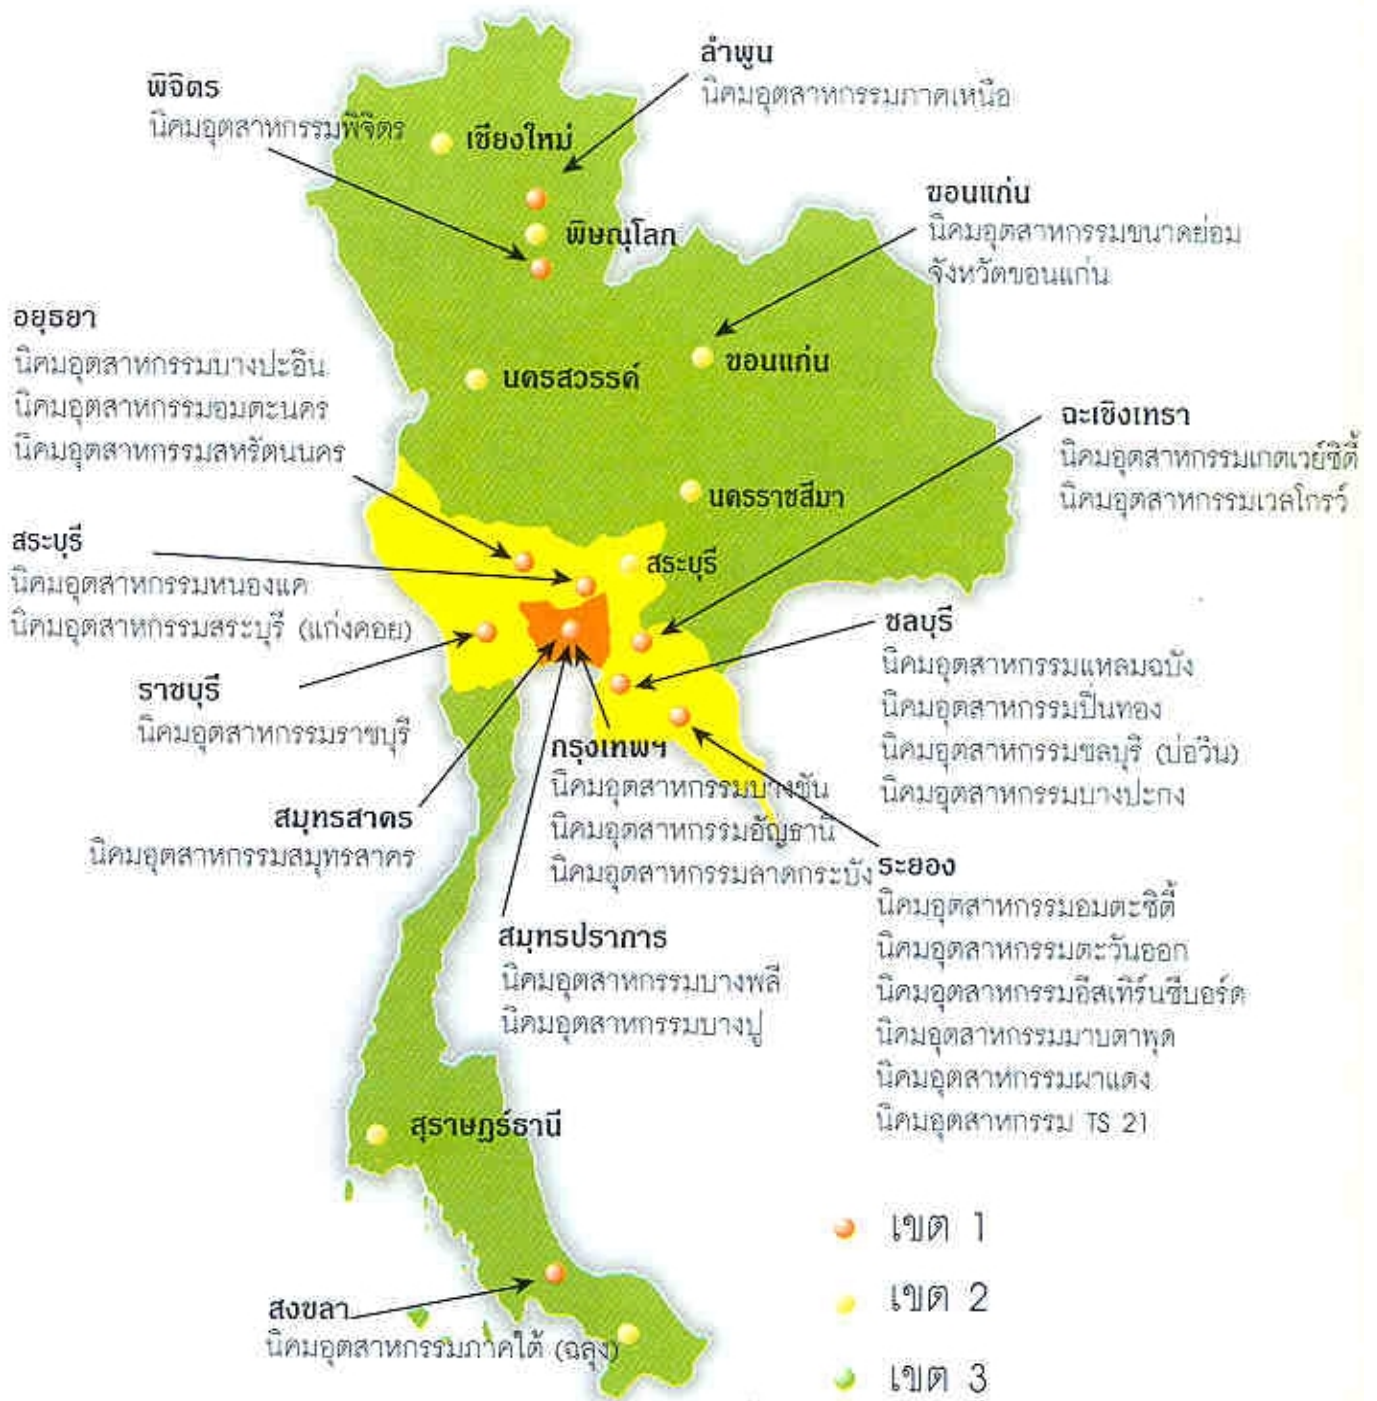 ลำพูน
นิคมอุตสาหกรรมภาคเหนือ
พิจิตร
นิคมอุตสาหกรรมพิจิตร
เชียงใหม่
พิษณุโลก
ขอนแก่น
นิคมอุตสาหกรรมขนาดย่อม
จังหวัดขอนแก่น
อยุธยา
นิคมอุตสาหกรรมบางปะอิน
นิคมอุตสาหกรรมอมตะนคร
นิคมอุตสาหกรรมสหรัตนนคร
นครสวรรค์
ขอนแก่น
ฉะเชิงเทรา
นิคมอุตสาหกรรมเกตเวย์ซิตี้
นิคมอุตสาหกรรมเวลโกรว์
นครราชสีมา
สระบุรี
นิคมอุตสาหกรรมหนองแค
นิคมอุตสาหกรรมสระบุรี (แก่งคอย)
สระบุรี
ชลบุรี
นิคมอุตสาหกรรมแหลมฉบัง
นิคมอุตสาหกรรมปิ่นทอง
นิคมอุตสาหกรรมชลบุรี (บ่อวิน)
นิคมอุตสาหกรรมบางปะกง
ราชบุรี
นิคมอุตสาหกรรมราชบุรี
กรุงเทพฯ
นิคมอุตสาหกรรมบางชัน
นิคมอุตสาหกรรมอัญธานี
นิคมอุตสาหกรรมลาดกระบัง
สมุทรสาคร
นิคมอุตสาหกรรมสมุทรสาคร
ระยอง
นิคมอุตสาหกรรมอมตะซิตี้
นิคมอุตสาหกรรมตะวันออก
นิคมอุตสาหกรรมอีสเทิร์นซีบอร์ด
นิคมอุตสาหกรรมมาบตาพุด
นิคมอุตสาหกรรมผาแดง
นิคมอุตสาหกรรม TS 21
สมุทรปราการ
นิคมอุตสาหกรรมบางพลี
นิคมอุตสาหกรรมบางปู
สุราษฎร์ธานี
สงขลา
นิคมอุตสาหกรรมภาคใต้ (ฉลุง)
เขต 1
เขต 2
เขต 3